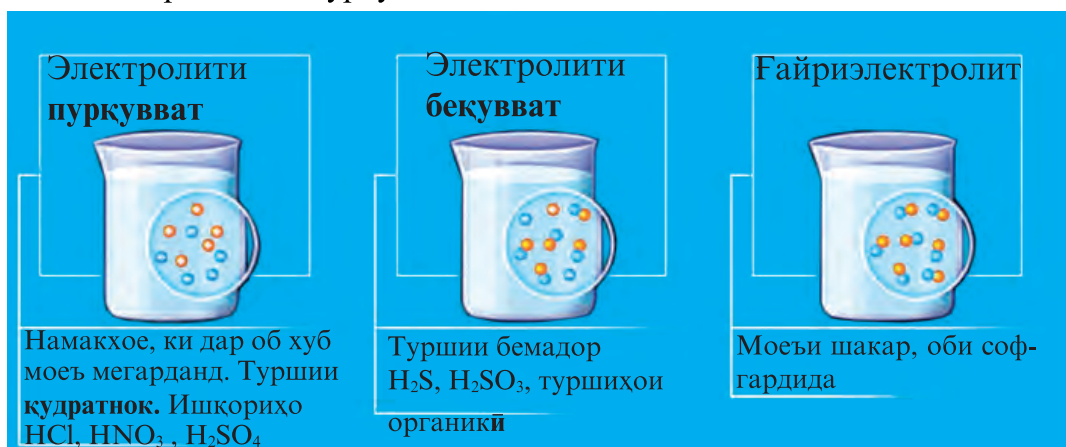 Электролити
пурқувват
Электролити
беқувват
Ғайриэлектролит
Намакхое, ки дар об хуб
моеъ мегарданд. Туршии
қудратнок. Ишқориҳо
HCl, HNO₃ , H₂SO₄
Туршии бемадор
H₂S, H₂SO₃, туршиҳои
органикӣ
Моеъи шакар, оби соф-
гардида